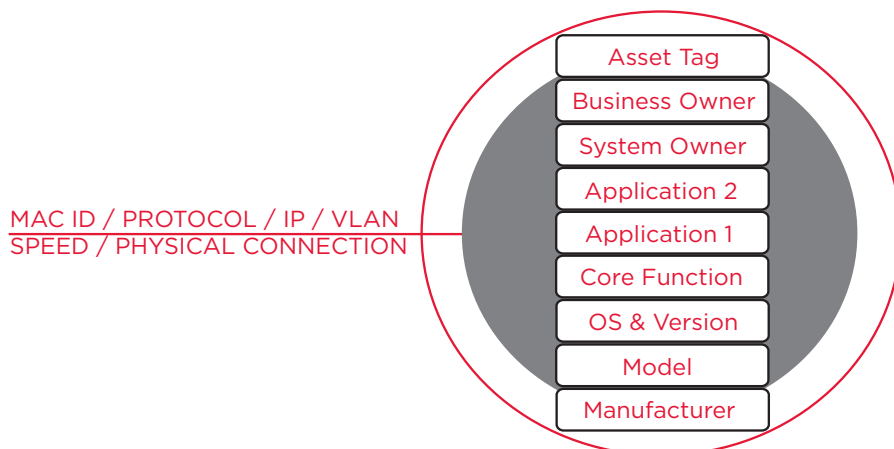 Asset Tag
Business Owner
System Owner
Application 2
MAC ID / PROTOCOL / IP / VLAN
Application 1
SPEED / PHYSICAL CONNECTION
Core Function
OS & Version
Model
Manufacturer